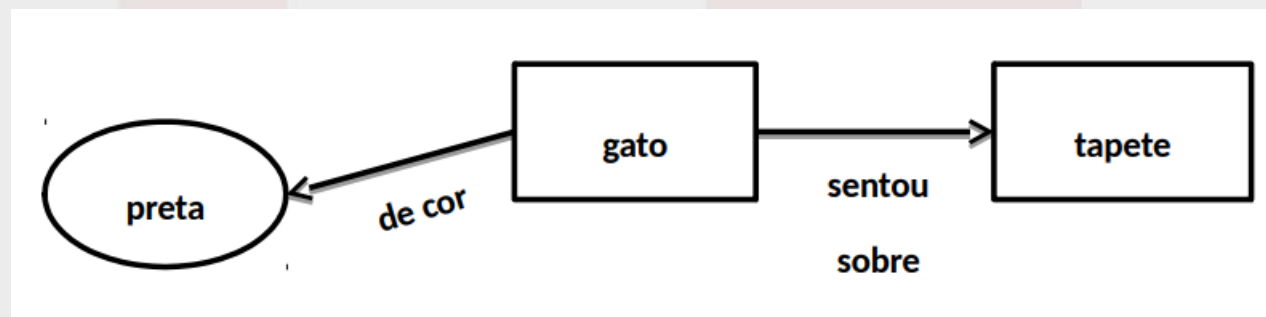 preta
de cor
gato
sentou
sobre
tapete